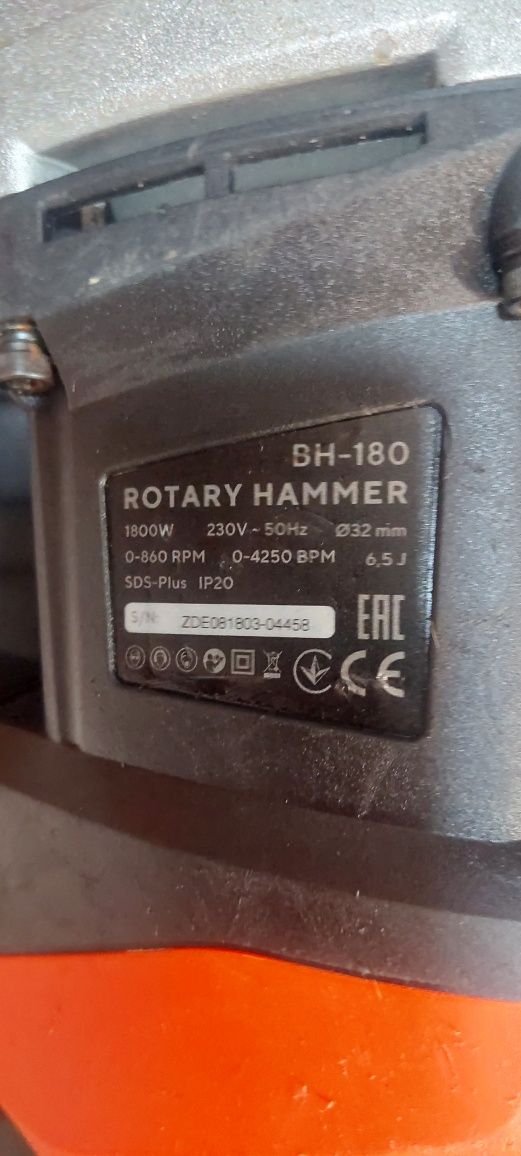 BH-180
ROTARY HAMMER
1800W 230V ~ 50Hz Ø32 mm
0-860 RPM 0-4250 BPM 6,5 J
SDS-Plus IP20
S/N: ZDE081803-04458
EAC
CE